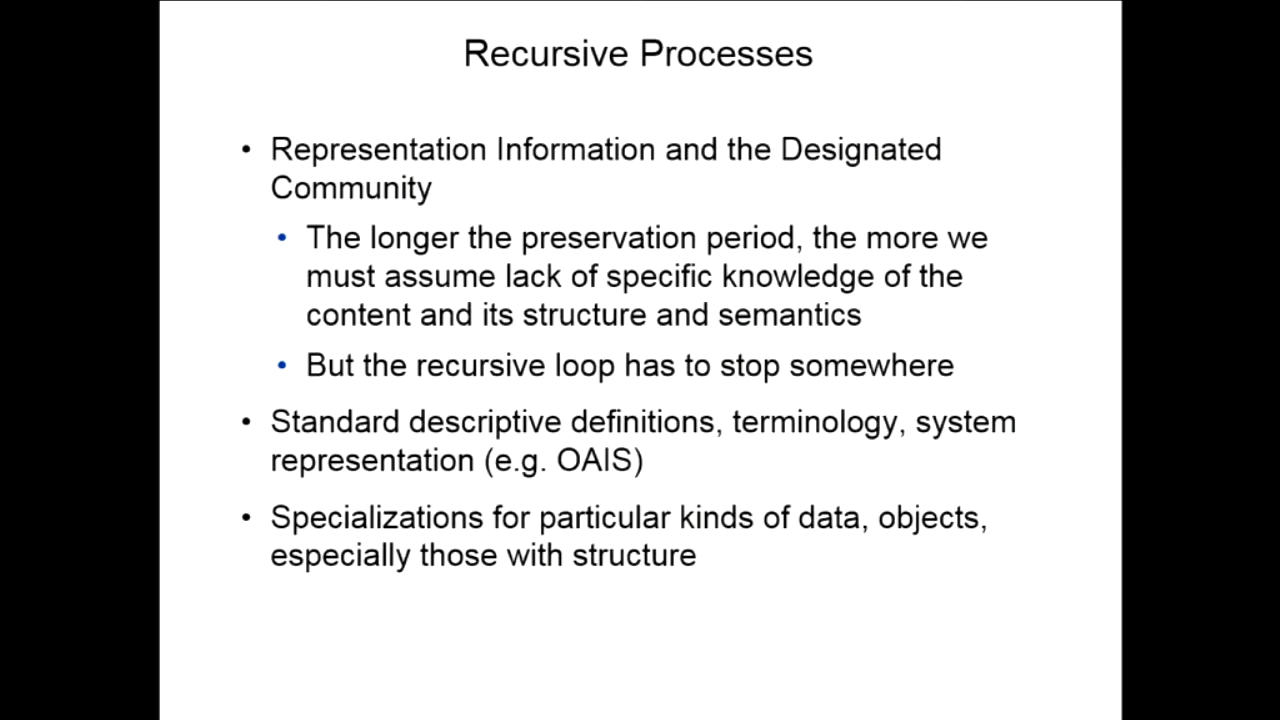 Recursive Processes
• Representation Information and the Designated
Community
• The longer the preservation period, the more we
must assume lack of specific knowledge of the
content and its structure and semantics
• But the recursive loop has to stop somewhere
• Standard descriptive definitions, terminology, system
representation (e.g. OAIS)
• Specializations for particular kinds of data, objects,
especially those with structure